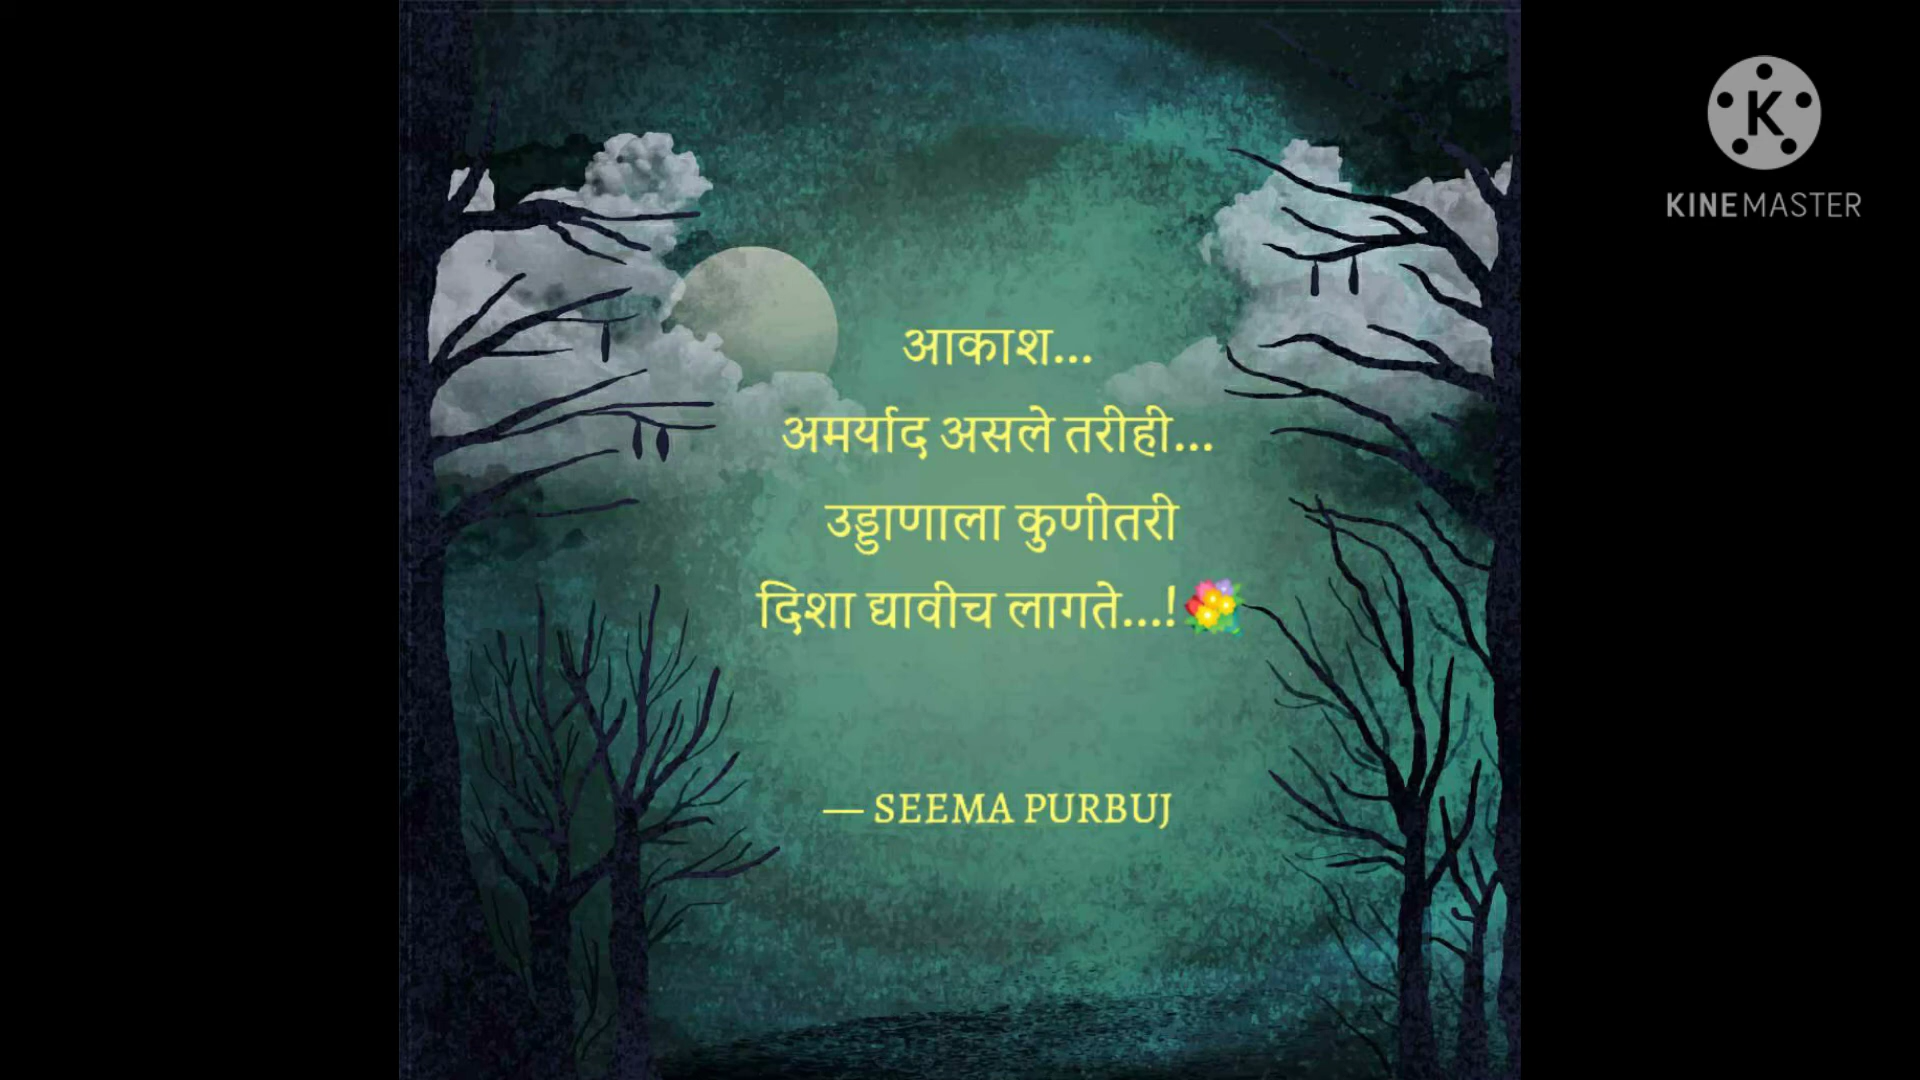 आकाश...
अमर्याद असले तरीही...
उड्डाणाला कुणीतरी
दिशा द्यावीच लागते...!💐
— SEEMA PURBUJ
K
KINEMASTER